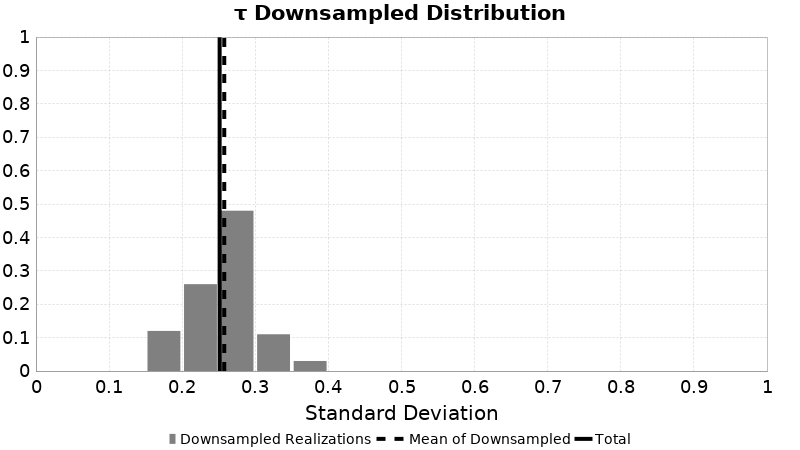 τ Downsampled Distribution
1
0.9
0.8
0.7
0.6
0.5
0.4
0.3
0.2
0.1
0
0 0.1 0.2 0.3 0.4 0.5 0.6 0.7 0.8 0.9 1
Standard Deviation
Downsampled Realizations Mean of Downsampled Total